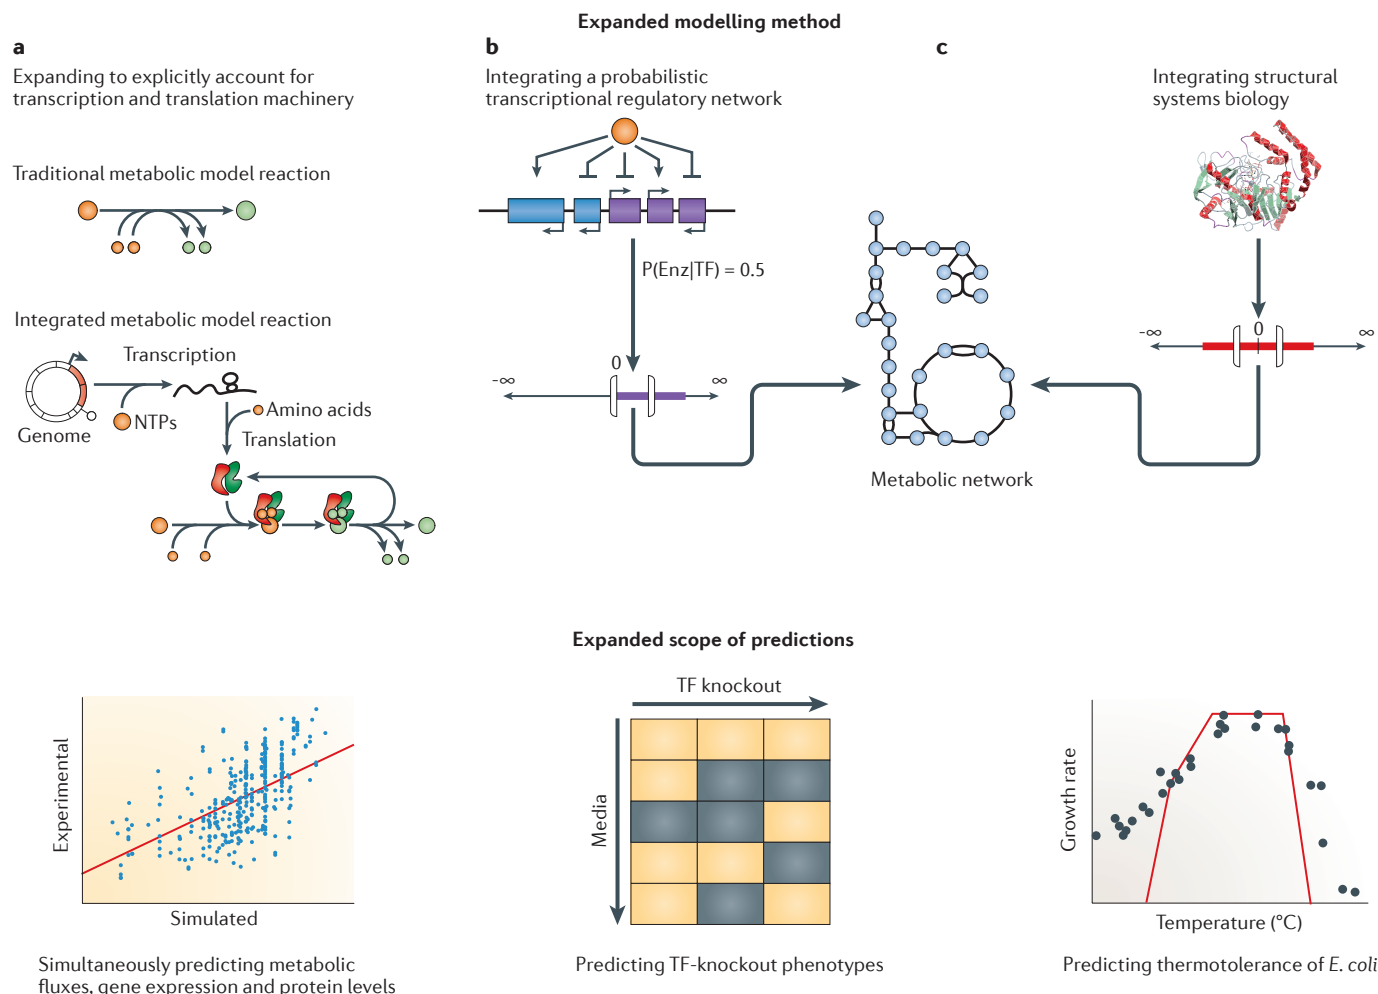 Expanded modelling method
a
Expanding to explicitly account for
transcription and translation machinery
Traditional metabolic model reaction
Integrated metabolic model reaction
Transcription
Genome
NTPs
Amino acids
Translation
b
Integrating a probabilistic
transcriptional regulatory network
P(Enz|TF) = 0.5
0
-∞
∞
Metabolic network
c
Integrating structural
systems biology
-∞
0
∞
Expanded scope of predictions
Experimental
Simulated
Simultaneously predicting metabolic
fluxes, gene expression and protein levels
TF knockout
Media
Predicting TF-knockout phenotypes
Growth rate
Temperature (°C)
Predicting thermotolerance of E. coli